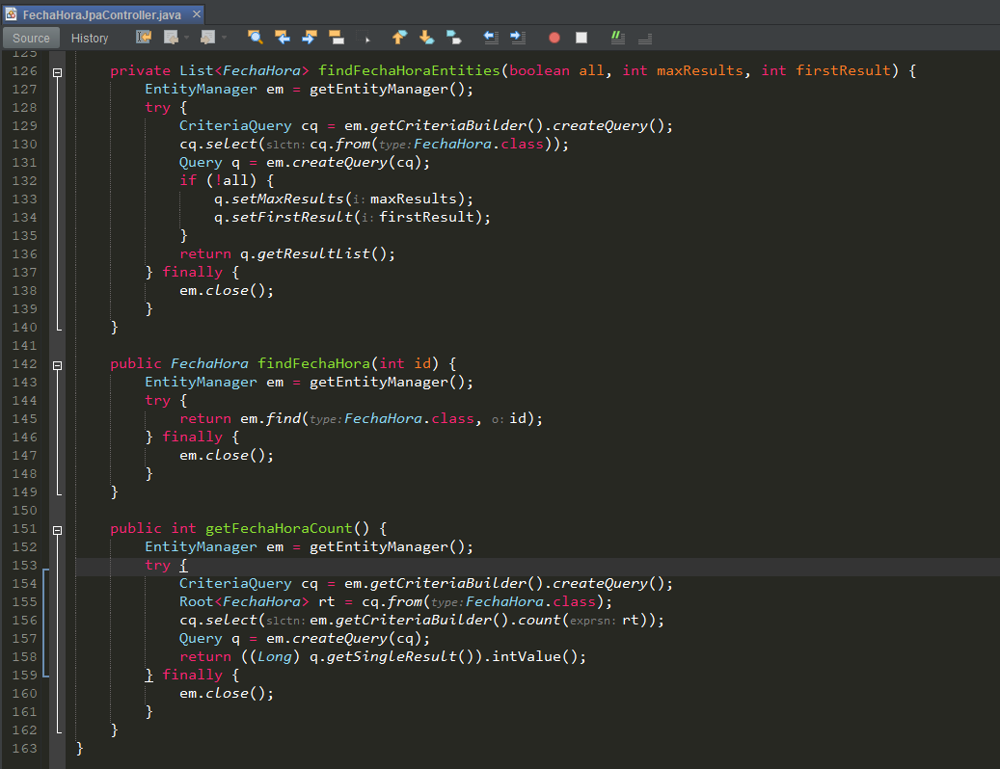 FechaHoraJpaController.java
Source History
125
126 private List<FechaHora> findFechaHoraEntities(boolean all, int maxResults, int firstResult) {
127 EntityManager em = getEntityManager();
128 try {
129 CriteriaQuery cq = em.getCriteriaBuilder().createQuery();
130 cq.select(slctn: cq.from(type: FechaHora.class));
131 Query q = em.createQuery(cq);
132 if (!all) {
133 q.setMaxResults(i: maxResults);
134 q.setFirstResult(i: firstResult);
135 }
136 return q.getResultList();
137 } finally {
138 em.close();
139 }
140 }
141
142 public FechaHora findFechaHora(int id) {
143 EntityManager em = getEntityManager();
144 try {
145 return em.find(type: FechaHora.class, o: id);
146 } finally {
147 em.close();
148 }
149 }
150
151 public int getFechaHoraCount() {
152 EntityManager em = getEntityManager();
153 try {
154 CriteriaQuery cq = em.getCriteriaBuilder().createQuery();
155 Root<FechaHora> rt = cq.from(type: FechaHora.class);
156 cq.select(slctn: em.getCriteriaBuilder().count(exprsn: rt));
157 Query q = em.createQuery(cq);
158 return ((Long) q.getSingleResult()).intValue();
159 } finally {
160 em.close();
161 }
162 }
163 }